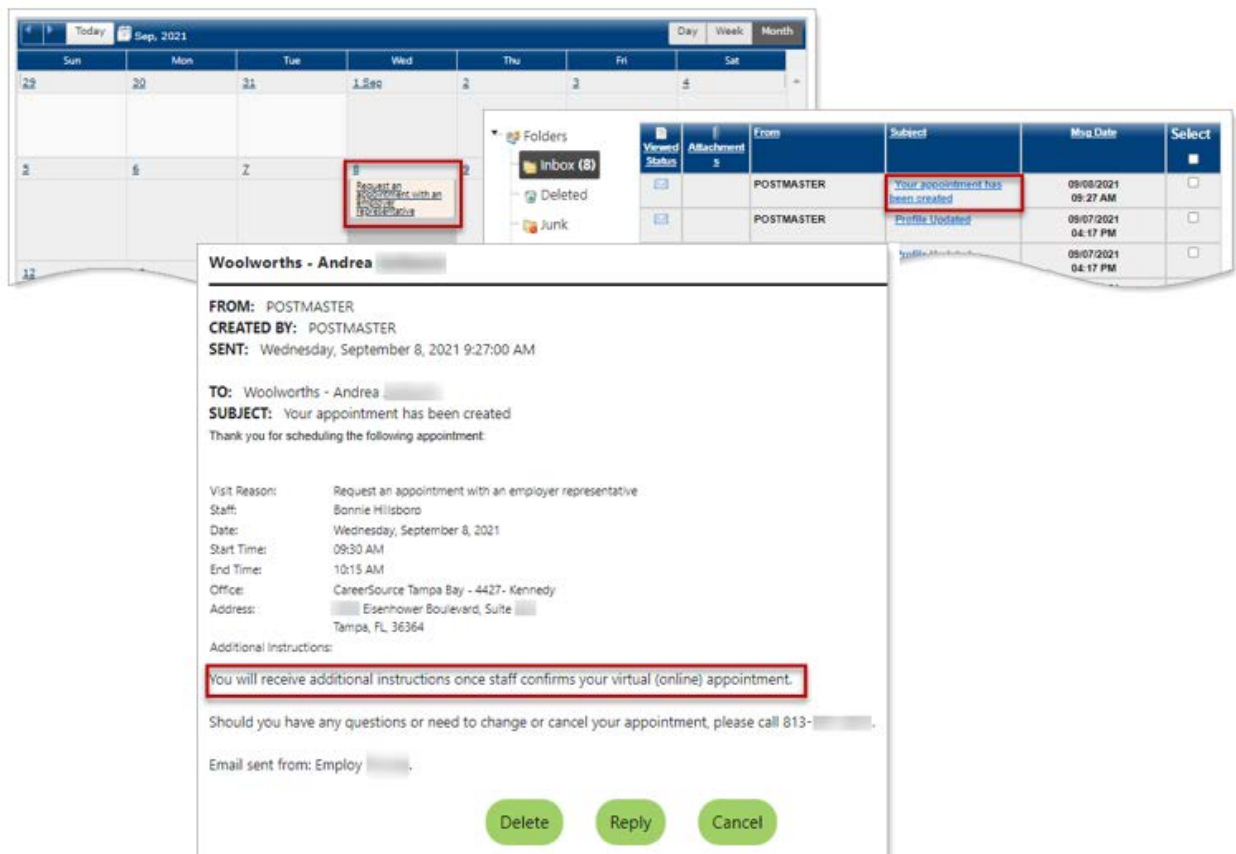 Today
Sep, 2021
Day Week Month
Sun Mon Tue Wed Thu Fri Sat
29 30 31 1 Sep 2 3 4
5 6 7 8 9
Request an
appointment with an
employer
representative
12
Folders
Inbox (8)
Deleted
Junk
Viewed Status Attachments From Subject Msg Date Select
POSTMASTER Your appointment has been created 09/08/2021 09:27 AM
POSTMASTER Profile Updated 09/07/2021 04:17 PM
Profile Updated 09/07/2021 04:17 PM
Woolworths - Andrea
FROM: POSTMASTER
CREATED BY: POSTMASTER
SENT: Wednesday, September 8, 2021 9:27:00 AM
TO: Woolworths - Andrea
SUBJECT: Your appointment has been created
Thank you for scheduling the following appointment:
Visit Reason: Request an appointment with an employer representative
Staff: Bonnie Hillsboro
Date: Wednesday, September 8, 2021
Start Time: 09:30 AM
End Time: 10:15 AM
Office: CareerSource Tampa Bay - 4427- Kennedy
Address: Eisenhower Boulevard, Suite
Tampa, FL, 36364
Additional Instructions:
You will receive additional instructions once staff confirms your virtual (online) appointment.
Should you have any questions or need to change or cancel your appointment, please call 813- .
Email sent from: Employ .
Delete Reply Cancel